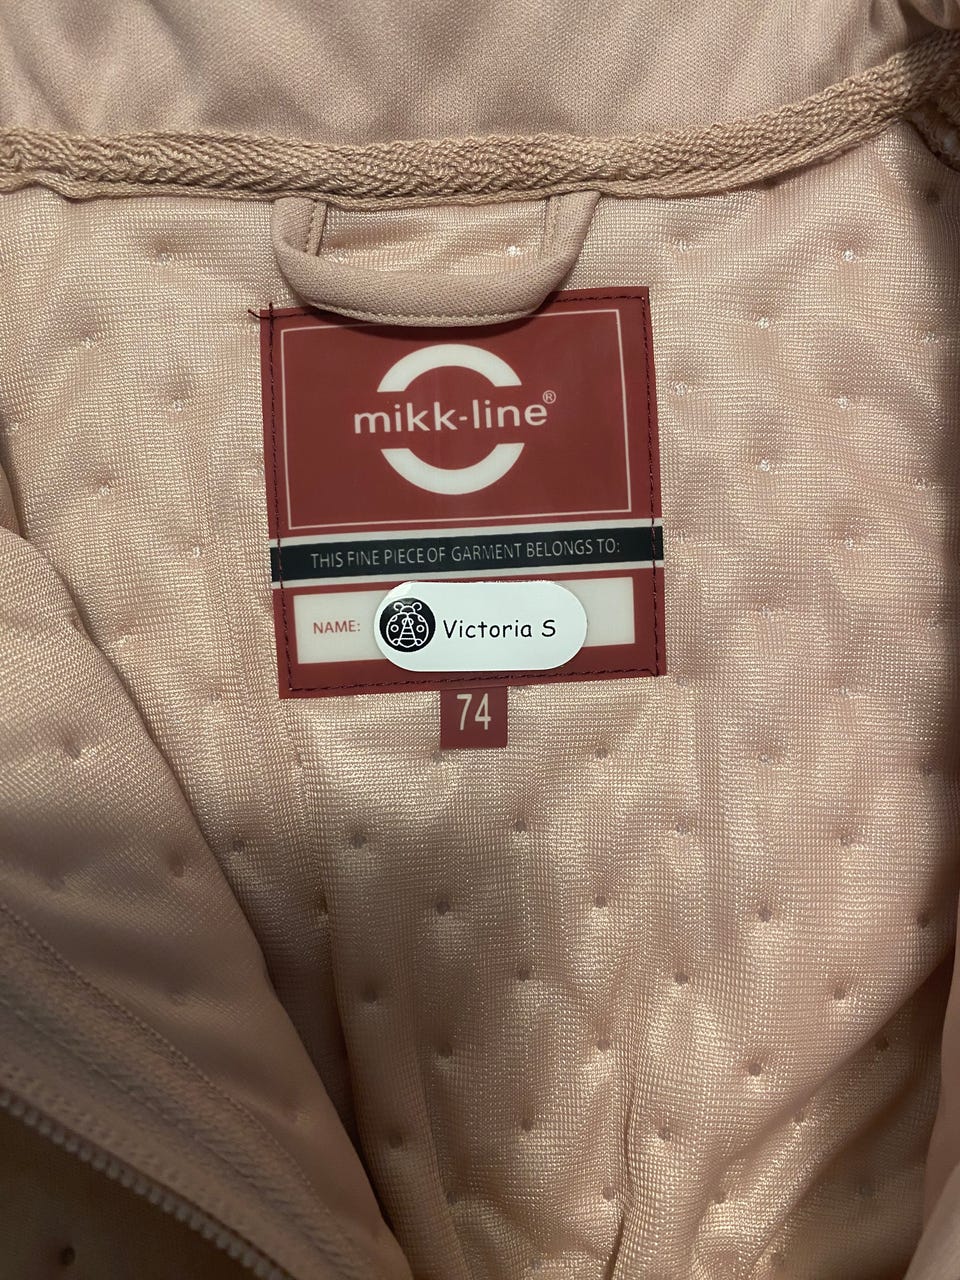 mikk-line®
THIS FINE PIECE OF GARMENT BELONGS TO:
NAME: Victoria S
74